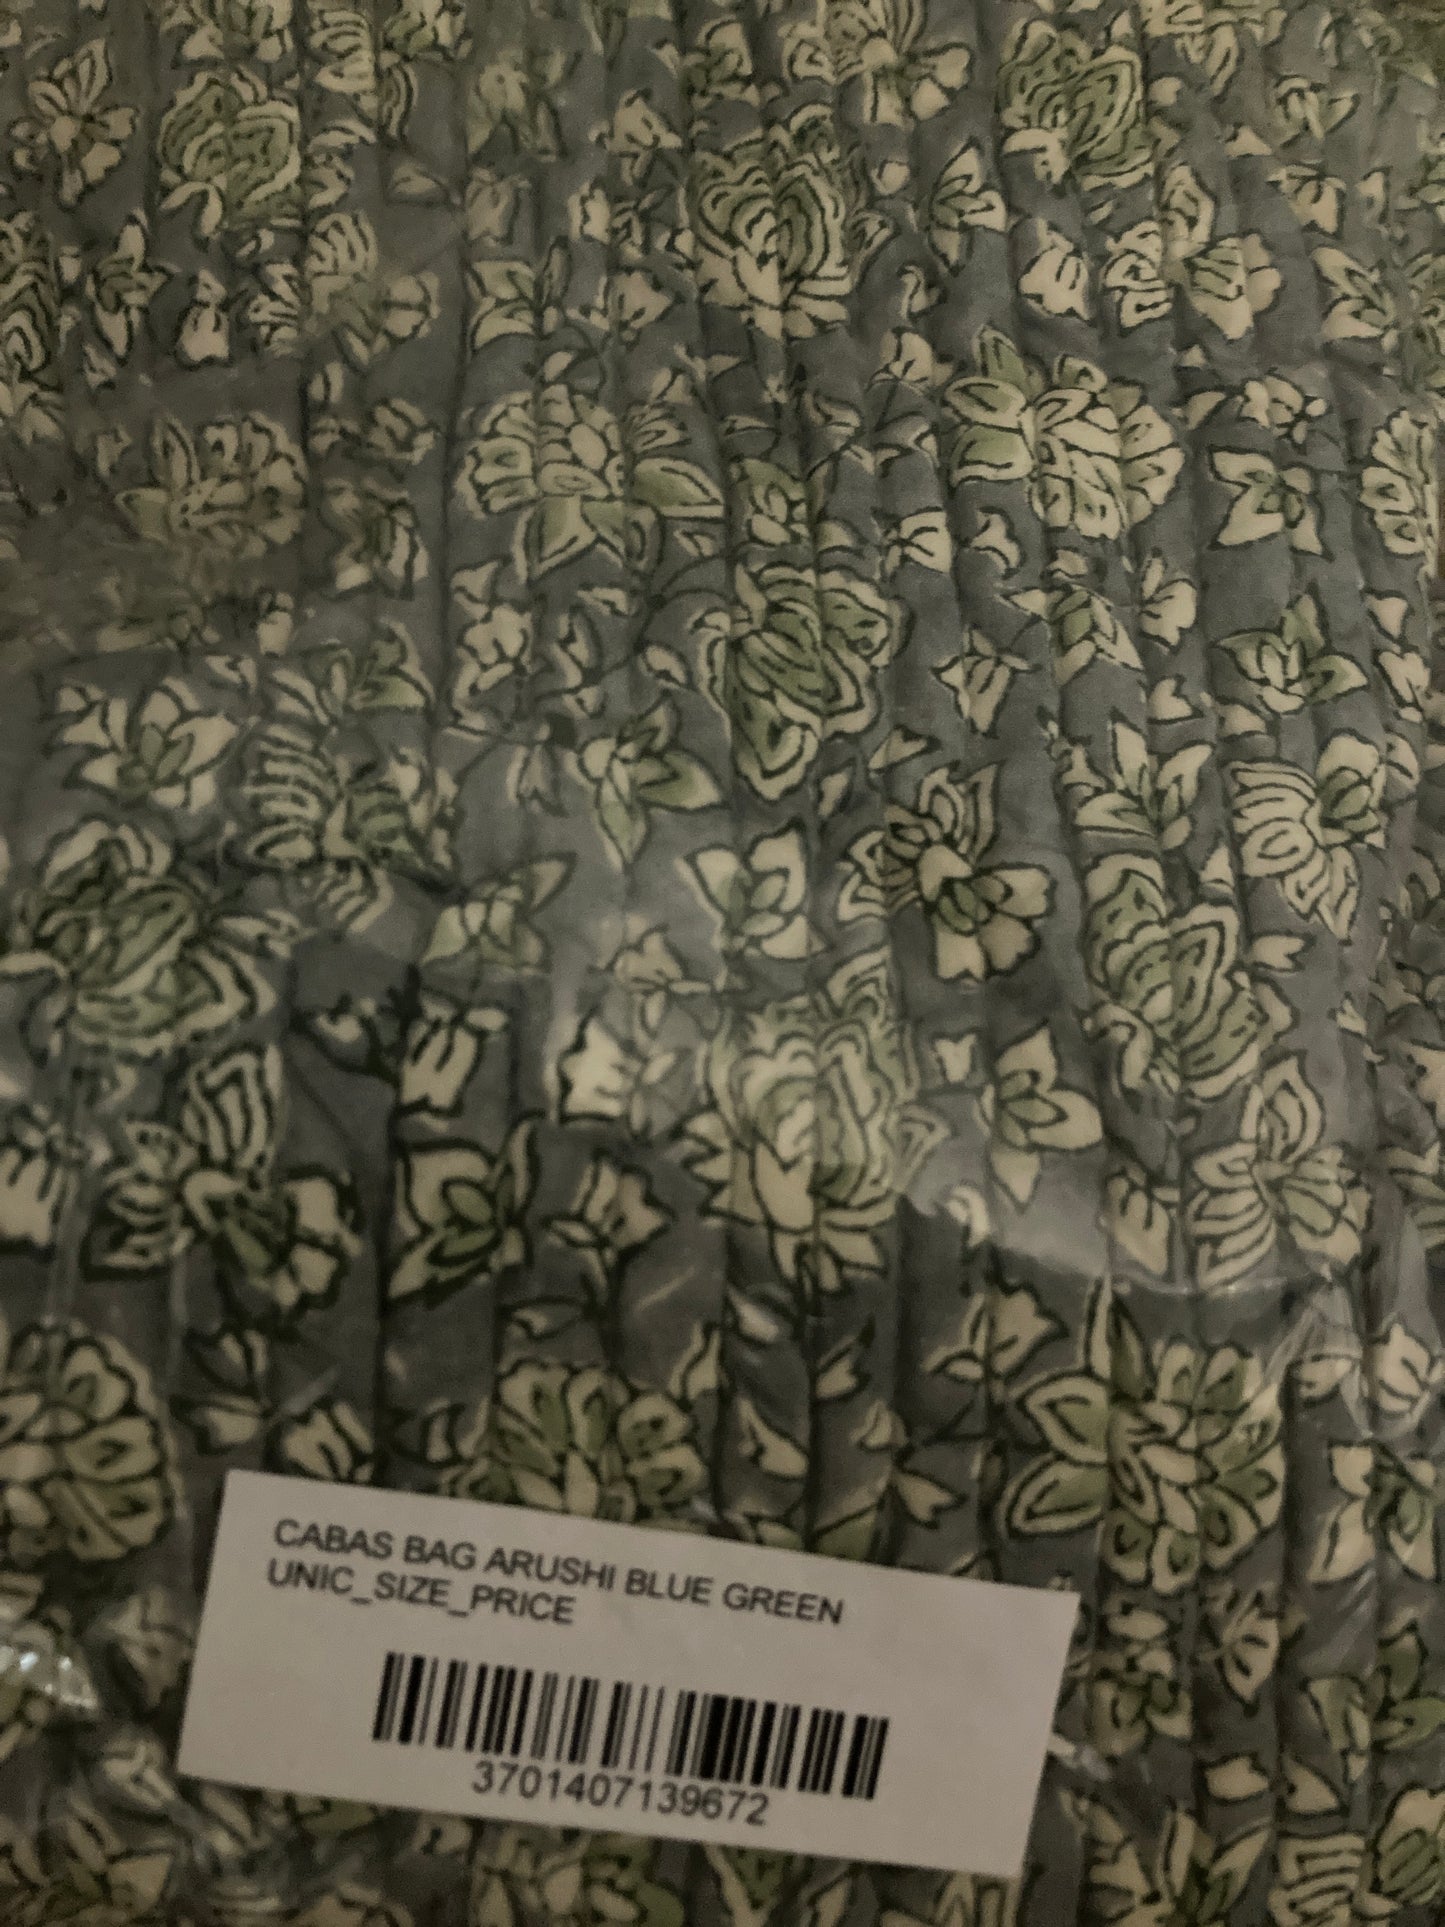 CABAS BAG ARUSHI BLUE GREEN
UNIC_SIZE_PRICE
3701407139672